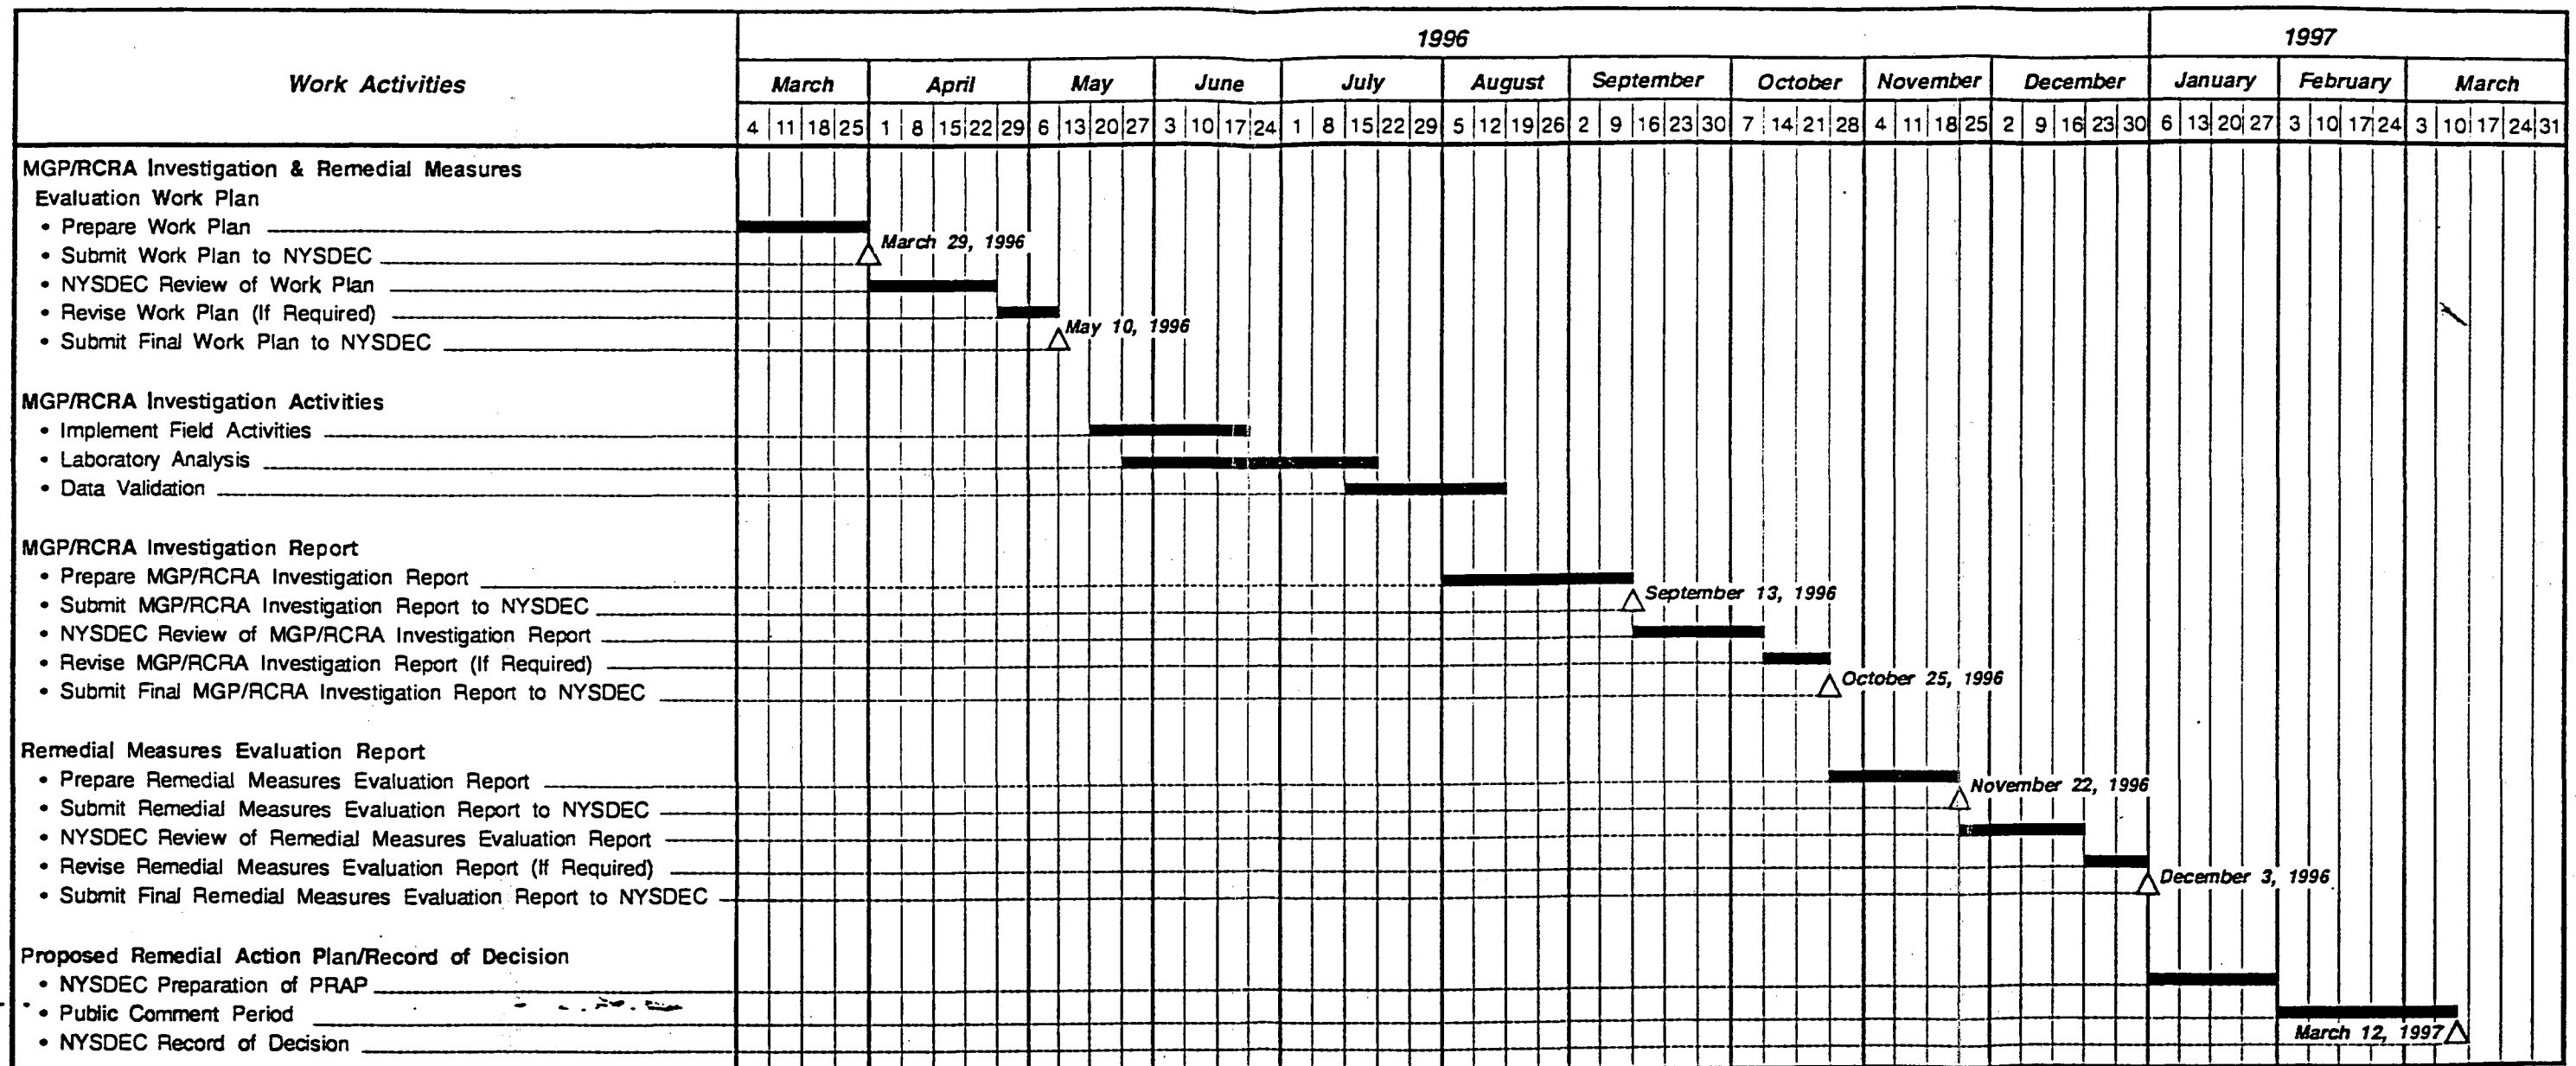 1996 1997
Work Activities
March April May June July August September October November December January February March
4 11 18 25 1 8 15 22 29 6 13 20 27 3 10 17 24 1 8 15 22 29 5 12 19 26 2 9 16 23 30 7 14 21 28 4 11 18 25 2 9 16 23 30 6 13 20 27 3 10 17 24 3 10 17 24 31
MGP/RCRA Investigation & Remedial Measures
Evaluation Work Plan
• Prepare Work Plan
March 29, 1996
• Submit Work Plan to NYSDEC
• NYSDEC Review of Work Plan
• Revise Work Plan (If Required)
May 10, 1996
• Submit Final Work Plan to NYSDEC
MGP/RCRA Investigation Activities
• Implement Field Activities
• Laboratory Analysis
• Data Validation
MGP/RCRA Investigation Report
• Prepare MGP/RCRA Investigation Report
September 13, 1996
• Submit MGP/RCRA Investigation Report to NYSDEC
• NYSDEC Review of MGP/RCRA Investigation Report
• Revise MGP/RCRA Investigation Report (If Required)
October 25, 1996
• Submit Final MGP/RCRA Investigation Report to NYSDEC
Remedial Measures Evaluation Report
• Prepare Remedial Measures Evaluation Report
November 22, 1996
• Submit Remedial Measures Evaluation Report to NYSDEC
• NYSDEC Review of Remedial Measures Evaluation Report
• Revise Remedial Measures Evaluation Report (If Required)
December 3, 1996
• Submit Final Remedial Measures Evaluation Report to NYSDEC
Proposed Remedial Action Plan/Record of Decision
• NYSDEC Preparation of PRAP
• Public Comment Period
March 12, 1997
• NYSDEC Record of Decision